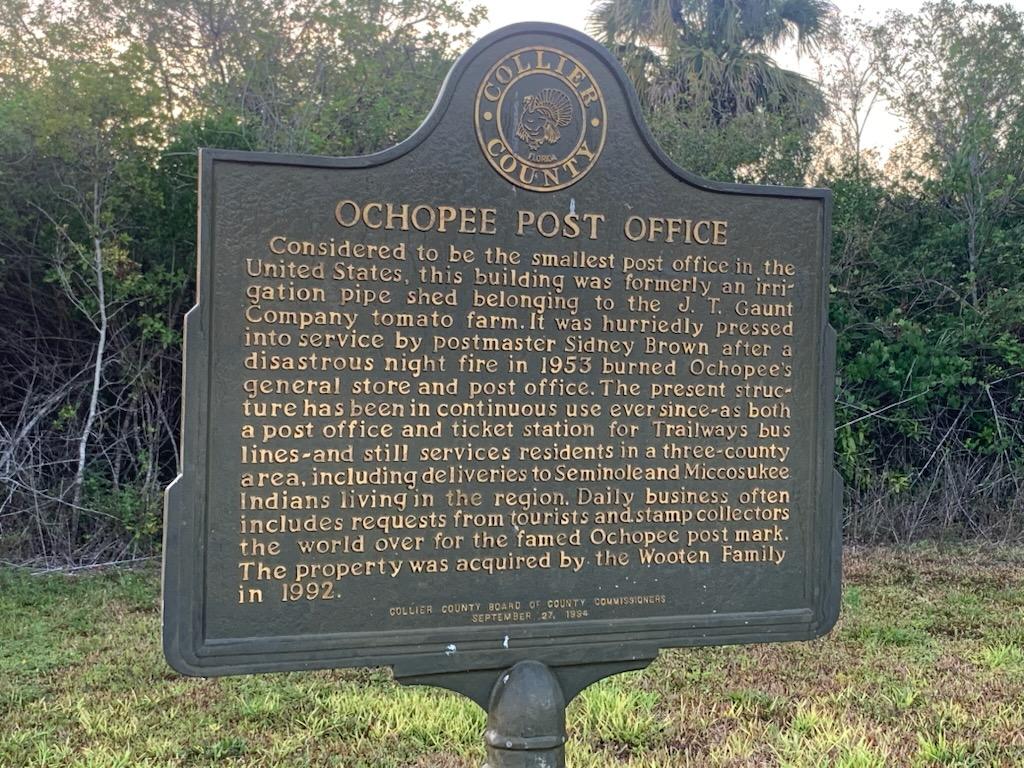 COLLIER
FLORIDA
COUNTY
OCHOPEE POST OFFICE
Considered to be the smallest post office in the
United States, this building was formerly an irri-
gation pipe shed belonging to the J. T. Gaunt
Company tomato farm. It was hurriedly pressed
into service by postmaster Sidney Brown after a
disastrous night fire in 1953 burned Ochopee's
general store and post office. The present struc-
ture has been in continuous use ever since-as both
a post office and ticket station for Trailways bus
lines-and still services residents in a three-county
area, including deliveries to Seminole and Miccosukee
Indians living in the region. Daily business often
includes requests from tourists and stamp collectors
the world over for the famed Ochopee post mark.
The property was acquired by the Wooten Family
in 1992.
COLLIER COUNTY BOARD OF COUNTY COMMISSIONERS
SEPTEMBER 27, 1994